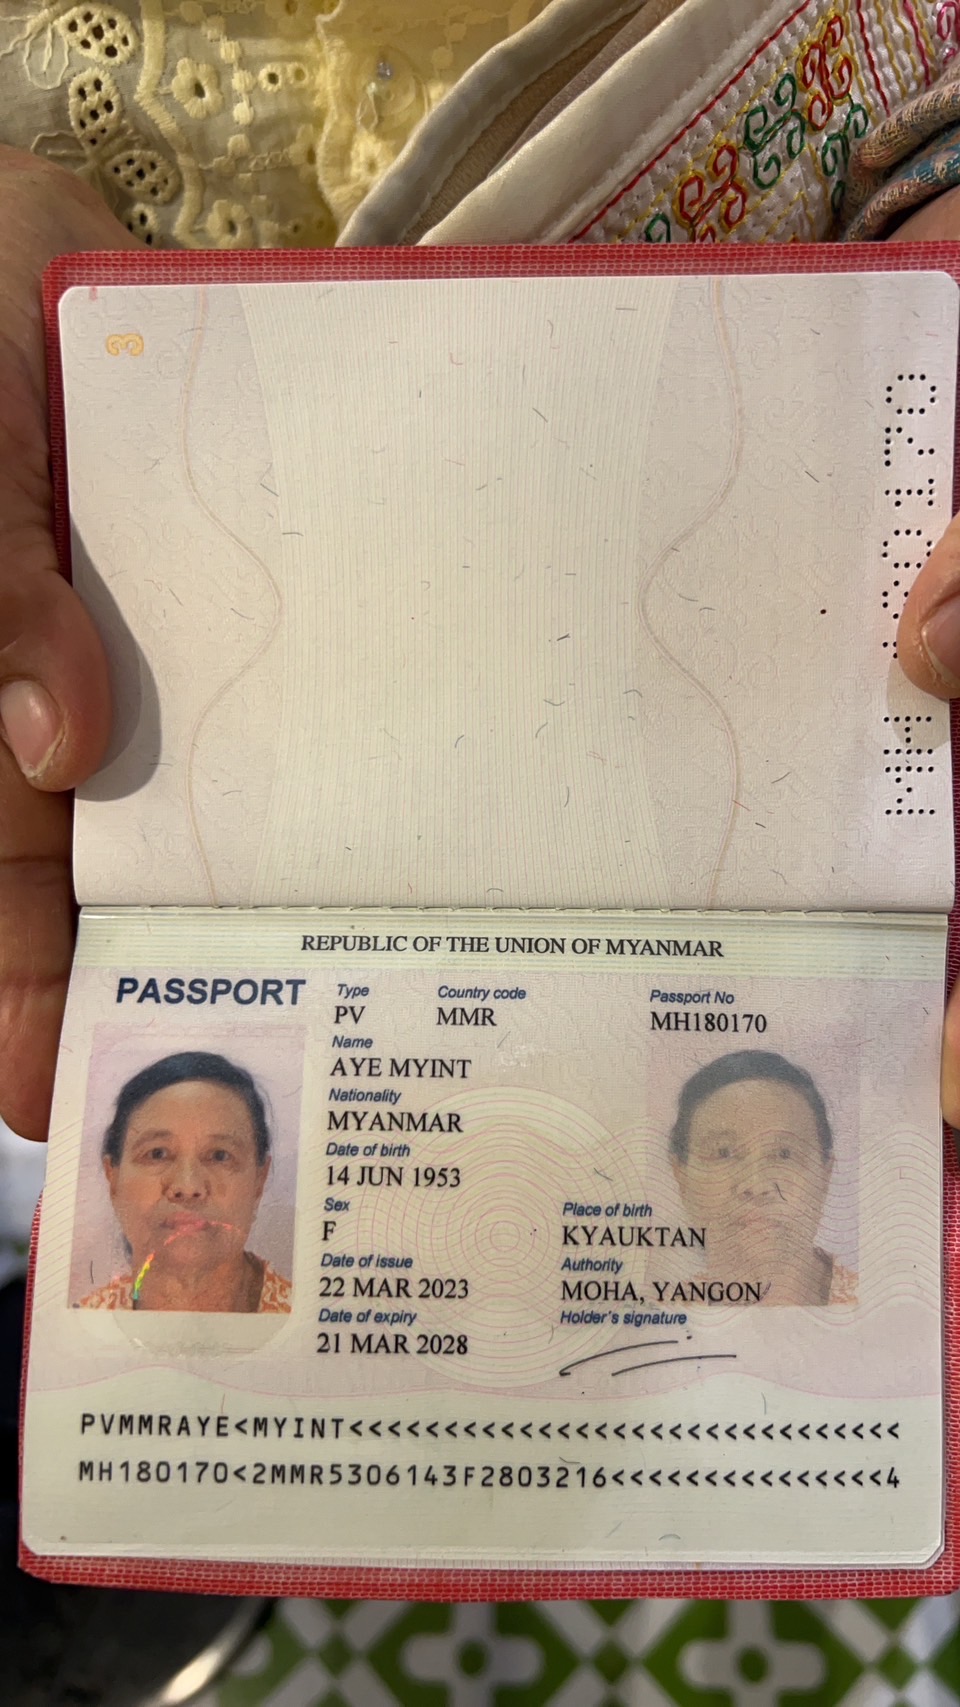 3
MH180170
REPUBLIC OF THE UNION OF MYANMAR
PASSPORT
Type Country code Passport No
PV MMR MH180170
Name
AYE MYINT
Nationality
MYANMAR
Date of birth
14 JUN 1953
Sex Place of birth
F KYAUKTAN
Date of issue Authority
22 MAR 2023 MOHA, YANGON
Date of expiry Holder's signature
21 MAR 2028
PVMMRAYE<MYINT<<<<<<<<<<<<<<<<<<<<<<<<<<<<<<
MH180170<2MMR5306143F2803216<<<<<<<<<<<<<<<4